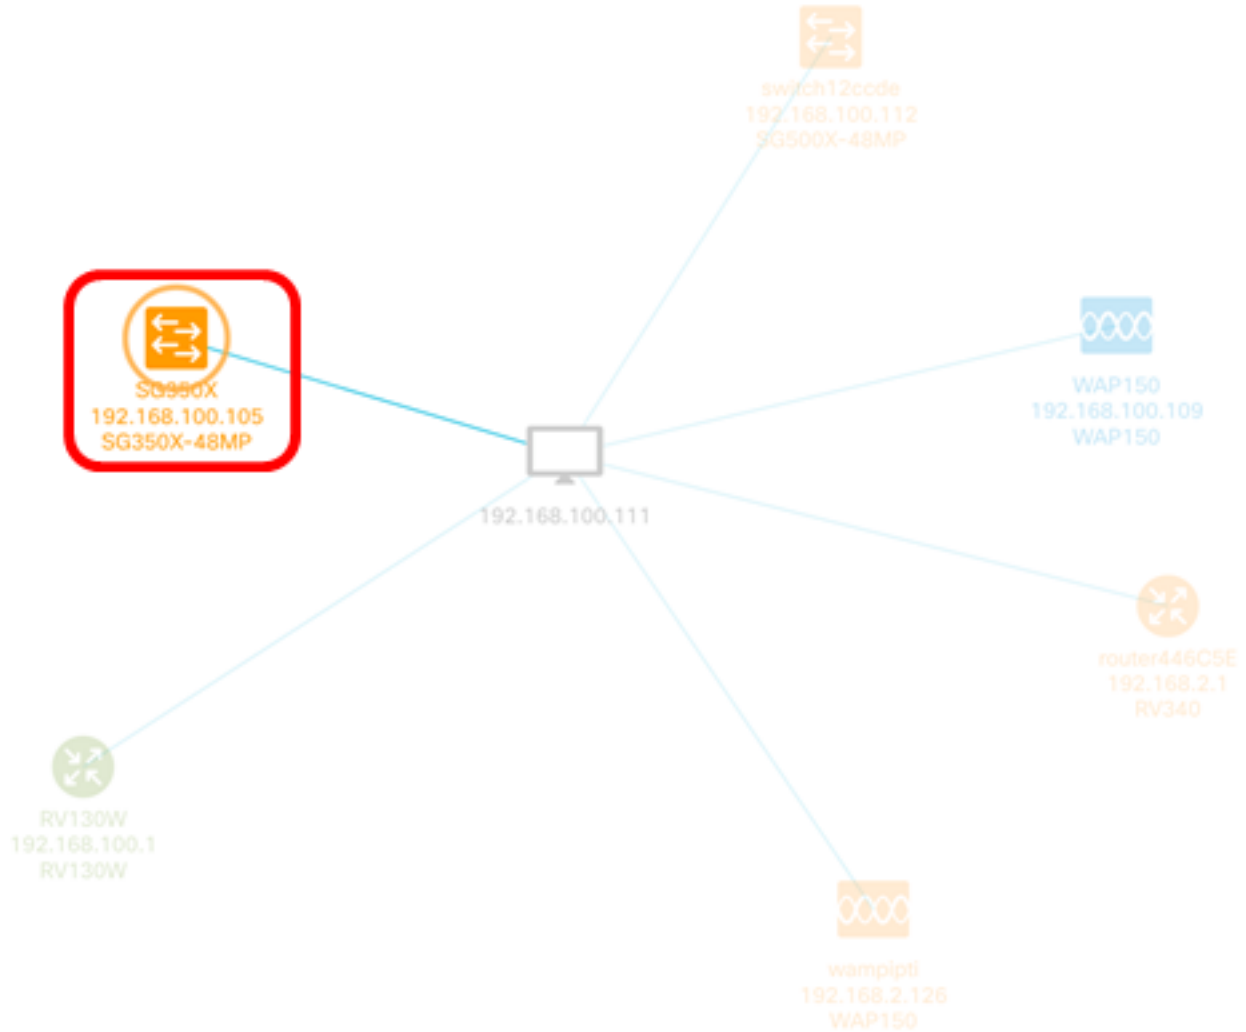 switch12ccde
192.168.100.112
SG500X-48MP
SG350X
192.168.100.105
SG350X-48MP
WAP150
192.168.100.109
WAP150
192.168.100.111
router446C5E
192.168.2.1
RV340
RV130W
192.168.100.1
RV130W
wampipti
192.168.2.126
WAP150